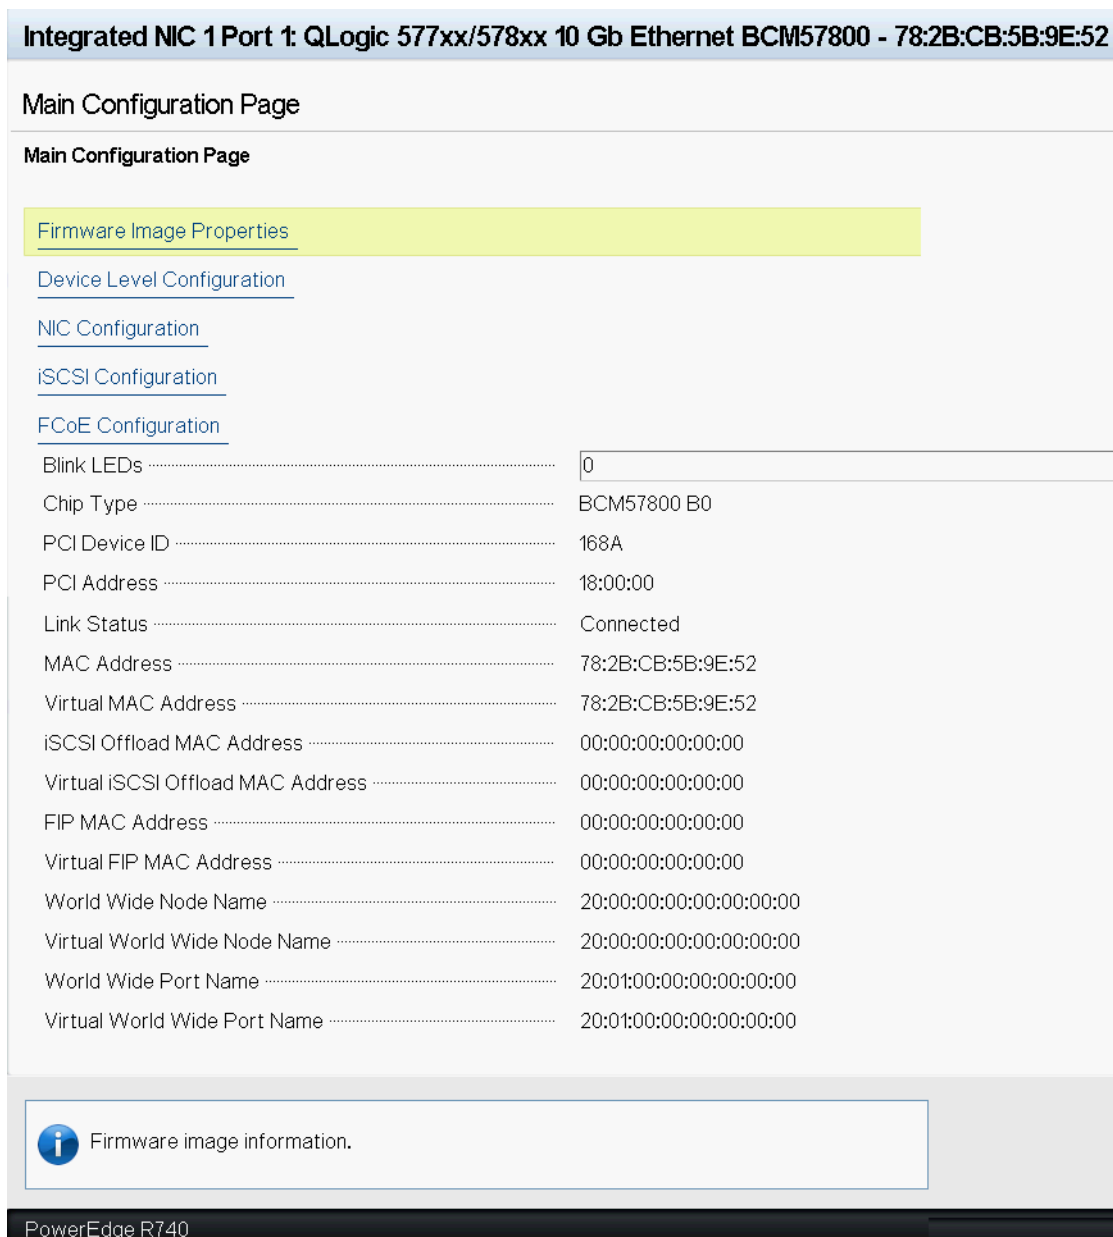 Integrated NIC 1 Port 1: QLogic 577xx/578xx 10 Gb Ethernet BCM57800 - 78:2B:CB:5B:9E:52
Main Configuration Page
Main Configuration Page
Firmware Image Properties
Device Level Configuration
NIC Configuration
iSCSI Configuration
FCoE Configuration
Blink LEDs 0
Chip Type BCM57800 B0
PCI Device ID 168A
PCI Address 18:00:00
Link Status Connected
MAC Address 78:2B:CB:5B:9E:52
Virtual MAC Address 78:2B:CB:5B:9E:52
iSCSI Offload MAC Address 00:00:00:00:00:00
Virtual iSCSI Offload MAC Address 00:00:00:00:00:00
FIP MAC Address 00:00:00:00:00:00
Virtual FIP MAC Address 00:00:00:00:00:00
World Wide Node Name 20:00:00:00:00:00:00:00
Virtual World Wide Node Name 20:00:00:00:00:00:00:00
World Wide Port Name 20:01:00:00:00:00:00:00
Virtual World Wide Port Name 20:01:00:00:00:00:00:00
Firmware image information.
PowerEdge R740